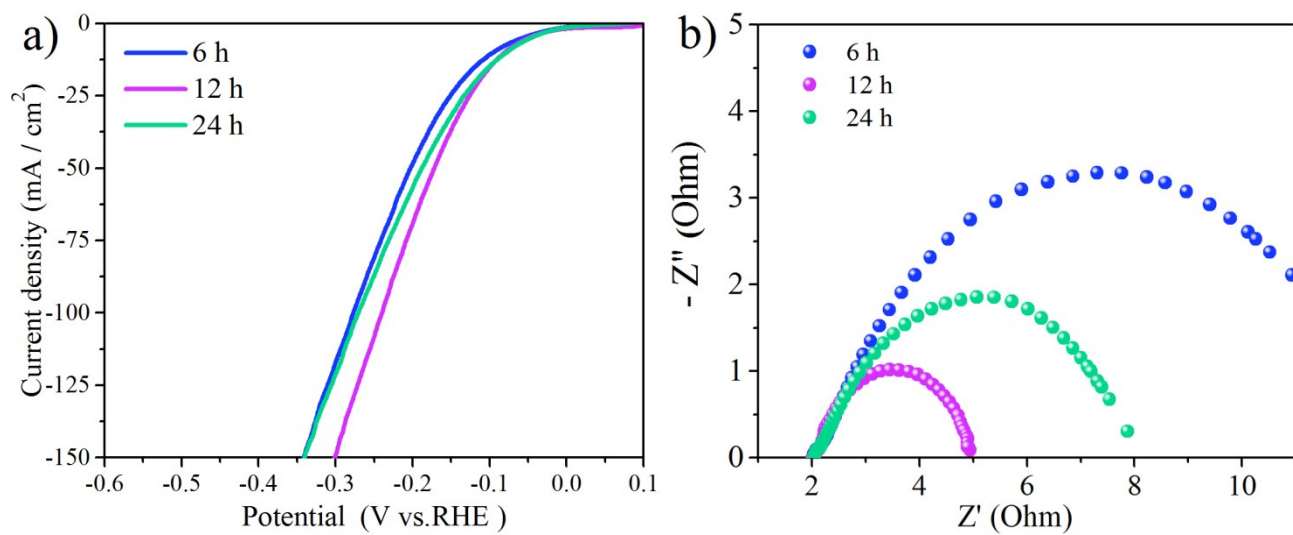 a)
6 h
12 h
24 h
0
-25
-50
-75
-100
-125
-150
-0.6
-0.5
-0.4
-0.3
-0.2
-0.1
0.0
0.1
Current density (mA / cm²)
Potential (V vs.RHE )
b)
6 h
12 h
24 h
5
4
3
2
1
0
2
4
6
8
10
- Z" (Ohm)
Z' (Ohm)